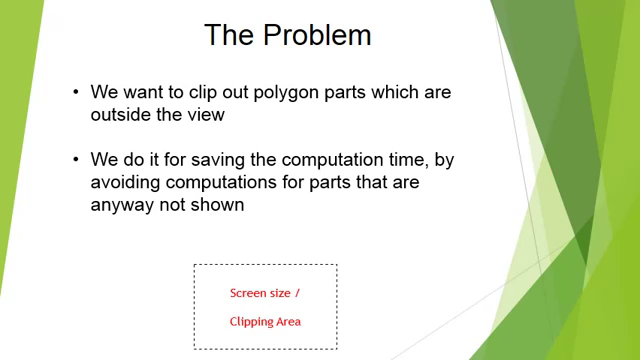 The Problem
• We want to clip out polygon parts which are
outside the view
• We do it for saving the computation time, by
avoiding computations for parts that are
anyway not shown
Screen size /
Clipping Area